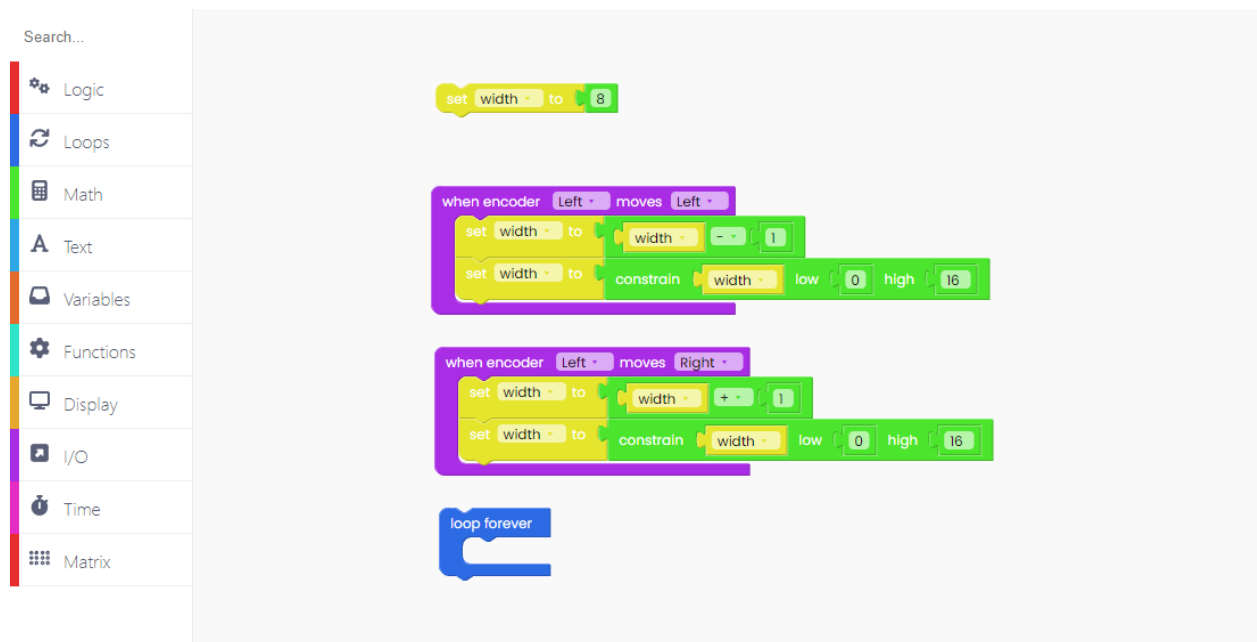 Search...
Logic
Loops
Math
Text
Variables
Functions
Display
I/O
Time
Matrix
set width to 8
when encoder Left moves Left
set width to width - 1
set width to constrain width low 0 high 16
when encoder Left moves Right
set width to width + 1
set width to constrain width low 0 high 16
loop forever